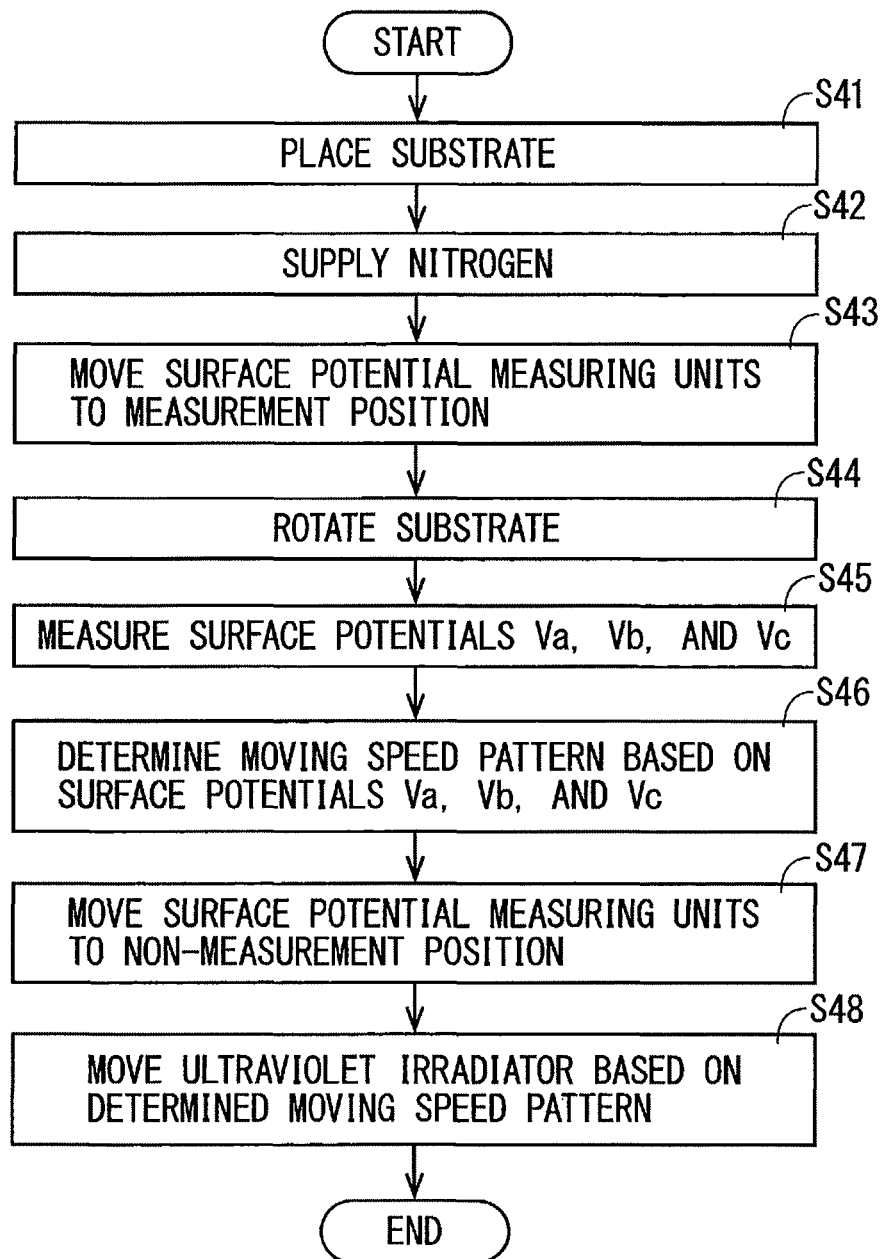 START
S41
PLACE SUBSTRATE
S42
SUPPLY NITROGEN
S43
MOVE SURFACE POTENTIAL MEASURING UNITS
TO MEASUREMENT POSITION
S44
ROTATE SUBSTRATE
S45
MEASURE SURFACE POTENTIALS Va, Vb, AND Vc
S46
DETERMINE MOVING SPEED PATTERN BASED ON
SURFACE POTENTIALS Va, Vb, AND Vc
S47
MOVE SURFACE POTENTIAL MEASURING UNITS
TO NON-MEASUREMENT POSITION
S48
MOVE ULTRAVIOLET IRRADIATOR BASED ON
DETERMINED MOVING SPEED PATTERN
END